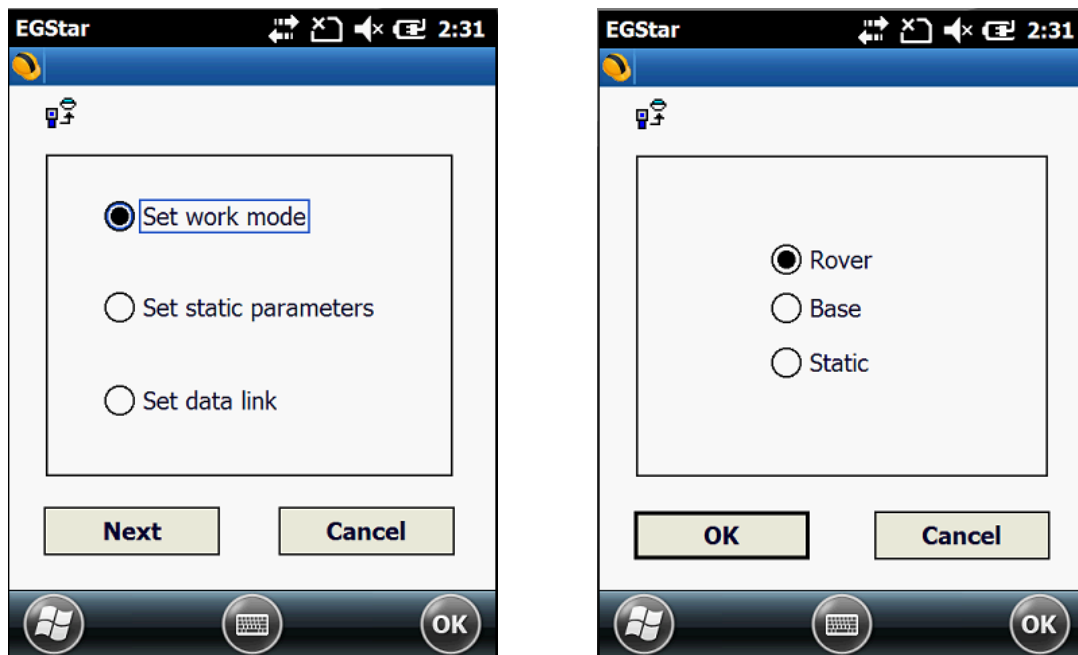 EGStar 2:31
Set work mode
Set static parameters
Set data link
Next Cancel
OK
EGStar 2:31
Rover
Base
Static
OK Cancel
OK